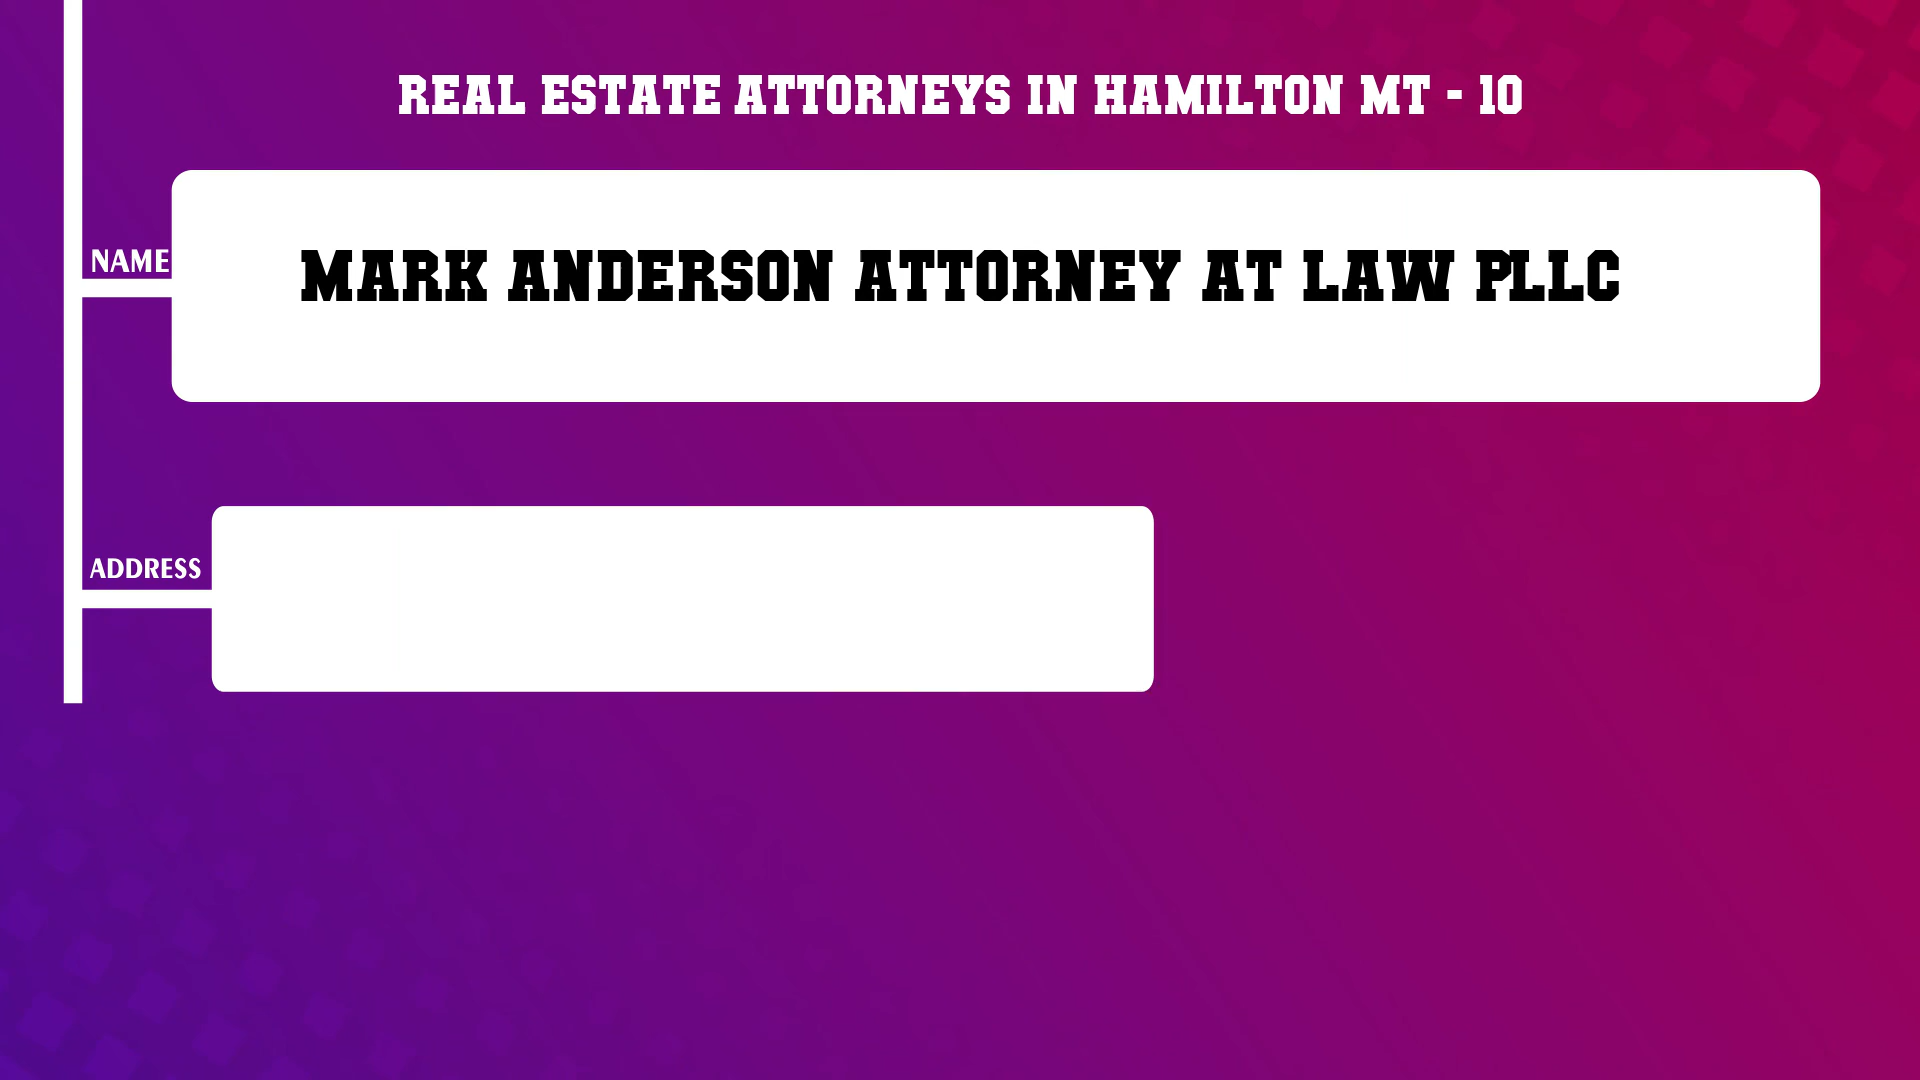 REAL ESTATE ATTORNEYS IN HAMILTON MT - 10
NAME
MARK ANDERSON ATTORNEY AT LAW PLLC
ADDRESS